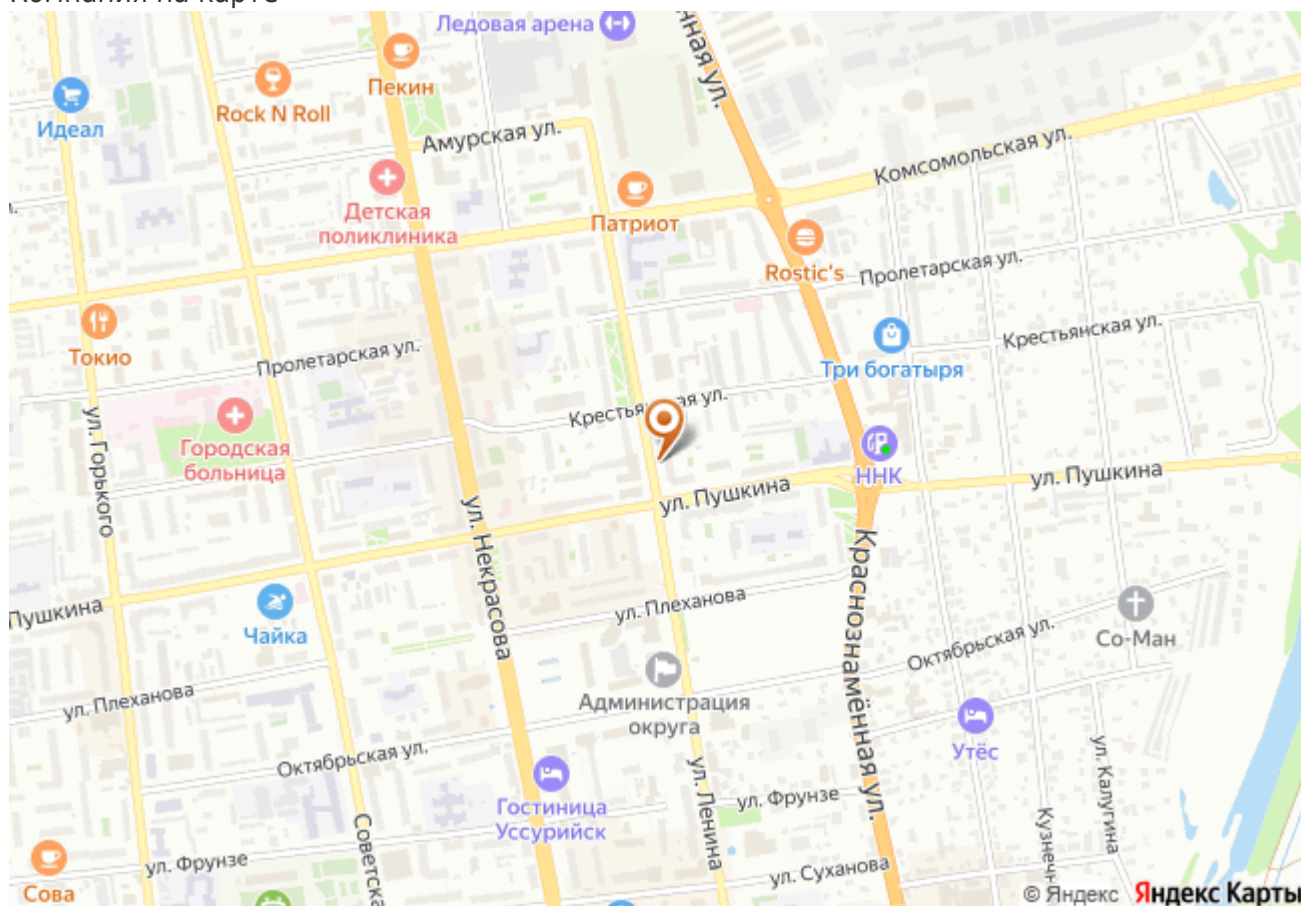 Ледовая арена
Пекин
Rock N Roll
Идеал
Амурская ул.
Комсомольская ул.
Детская
поликлиника
Патриот
Rostic's
Пролетарская ул.
Токио
Пролетарская ул.
Крестьянская ул.
Три богатыря
ул. Горького
Городская
больница
ННК
ул. Пушкина
ул. Пушкина
ул. Некрасова
Краснознамённая ул.
Пушкина
Чайка
ул. Плеханова
Со-Ман
Октябрьская ул.
ул. Плеханова
Администрация
округа
Утёс
Октябрьская ул.
ул. Ленина
ул. Калугина
Гостиница
Уссурийск
ул. Фрунзе
ул. Фрунзе
Сова
ул. Суханова
© Яндекс Яндекс Карты